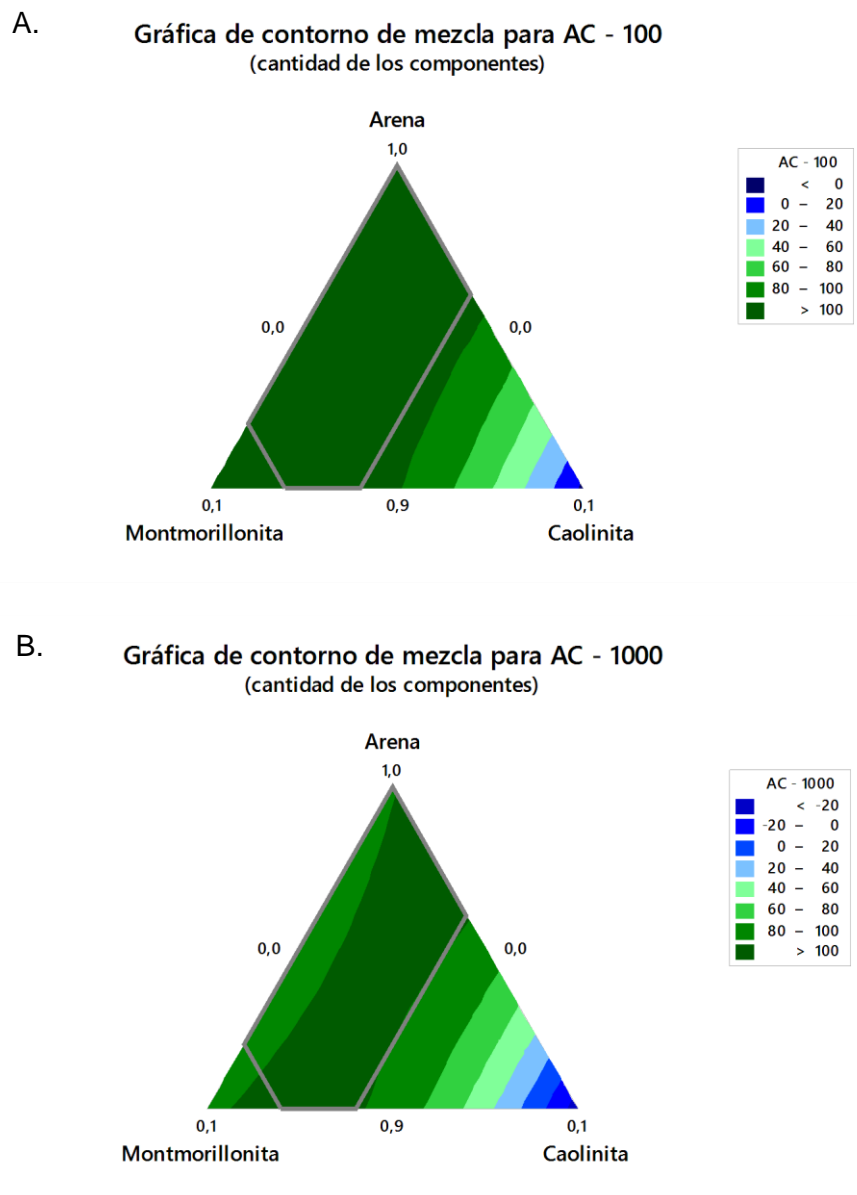 A.
Gráfica de contorno de mezcla para AC - 100
(cantidad de los componentes)
Arena
1,0
AC - 100
< 0
0 – 20
20 – 40
40 – 60
60 – 80
80 – 100
> 100
0,0
0,0
0,1
0,9
0,1
Montmorillonita
Caolinita
B.
Gráfica de contorno de mezcla para AC - 1000
(cantidad de los componentes)
Arena
1,0
AC - 1000
< -20
-20 – 0
0 – 20
20 – 40
40 – 60
60 – 80
80 – 100
> 100
0,0
0,0
0,1
0,9
0,1
Montmorillonita
Caolinita